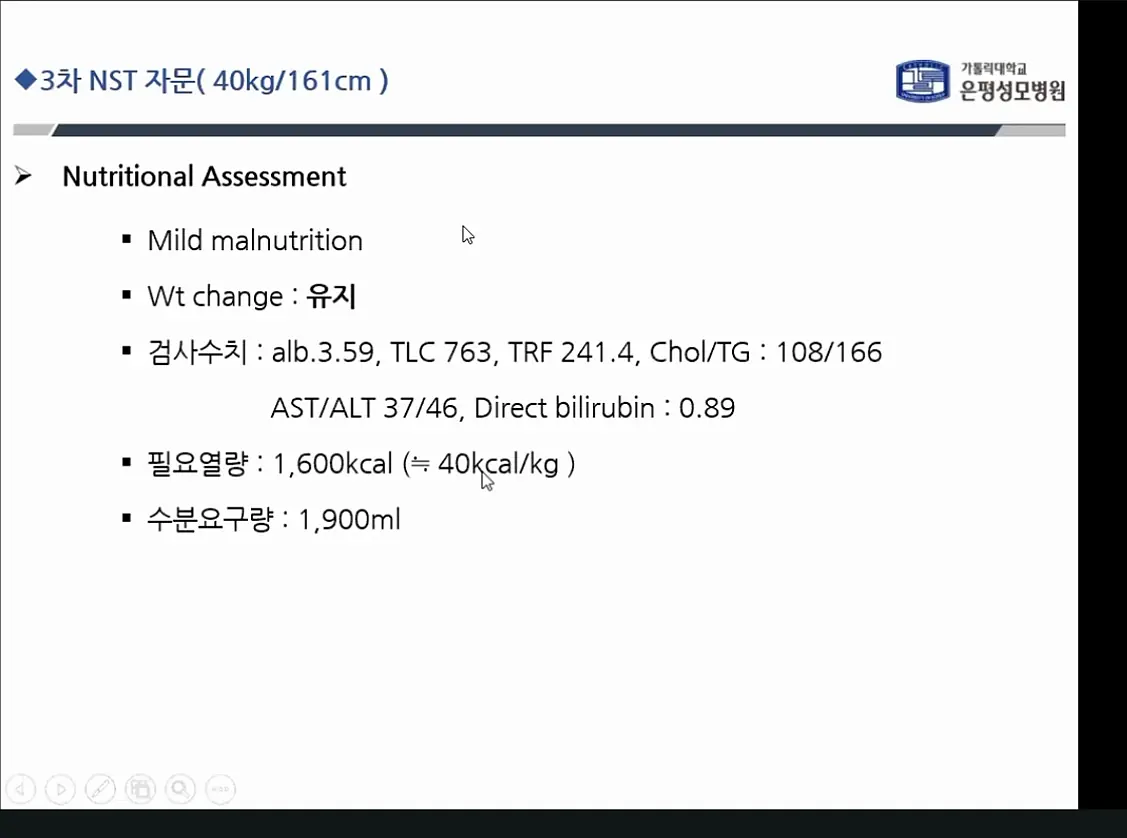 ◆3차 NST 자문( 40kg/161cm )
가톨릭대학교
은평성모병원
➢ Nutritional Assessment
▪ Mild malnutrition
▪ Wt change : 유지
▪ 검사수치 : alb.3.59, TLC 763, TRF 241.4, Chol/TG : 108/166
AST/ALT 37/46, Direct bilirubin : 0.89
▪ 필요열량 : 1,600kcal (≒ 40kcal/kg )
▪ 수분요구량 : 1,900ml